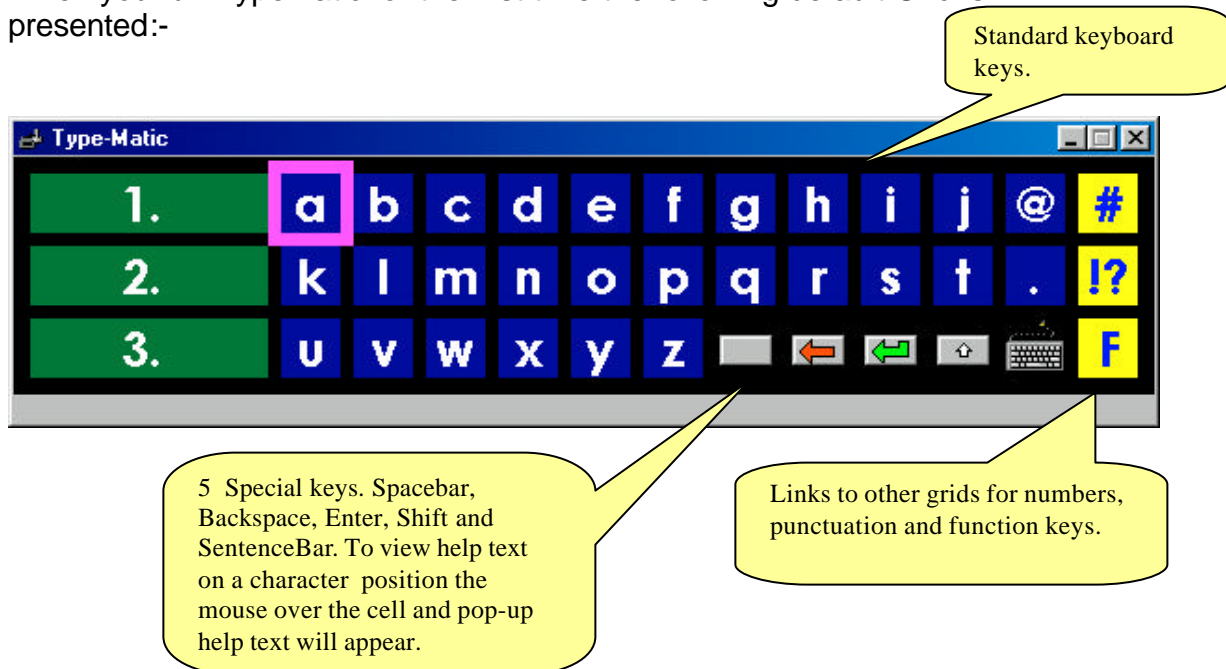 presented:-
Standard keyboard
keys.
Type-Matic
1. a b c d e f g h i j @ #
2. k l m n o p q r s t . !?
3. u v w x y z F
5 Special keys. Spacebar,
Backspace, Enter, Shift and
SentenceBar. To view help text
on a character position the
mouse over the cell and pop-up
help text will appear.
Links to other grids for numbers,
punctuation and function keys.